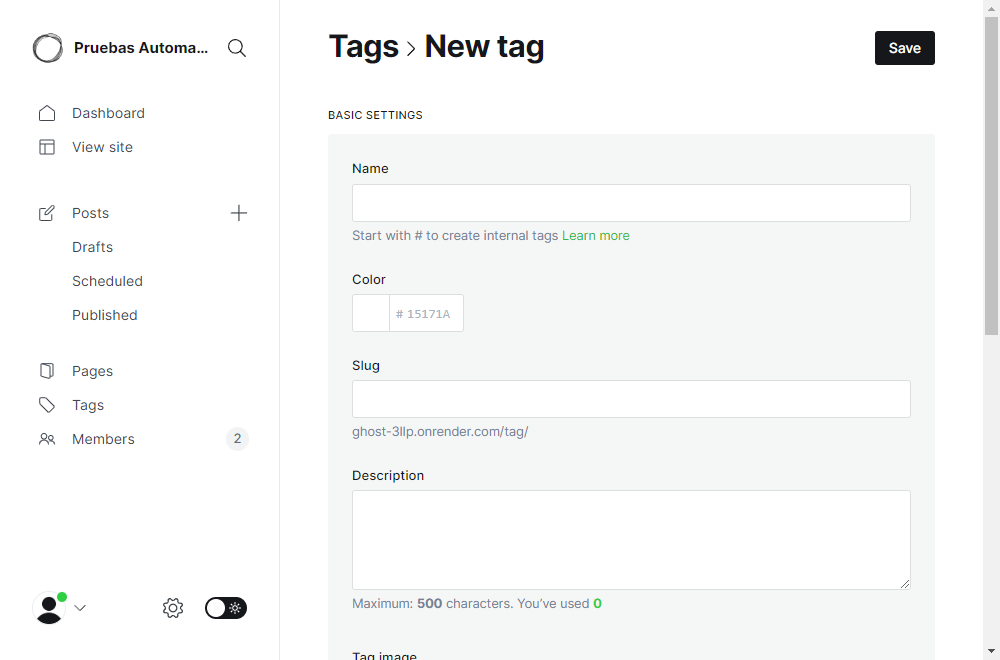 Pruebas Automa...
Dashboard
View site
Posts
Drafts
Scheduled
Published
Pages
Tags
Members 2
Tags > New tag
Save
BASIC SETTINGS
Name
Start with # to create internal tags Learn more
Color
# 15171A
Slug
ghost-3llp.onrender.com/tag/
Description
Maximum: 500 characters. You've used 0
Tag image